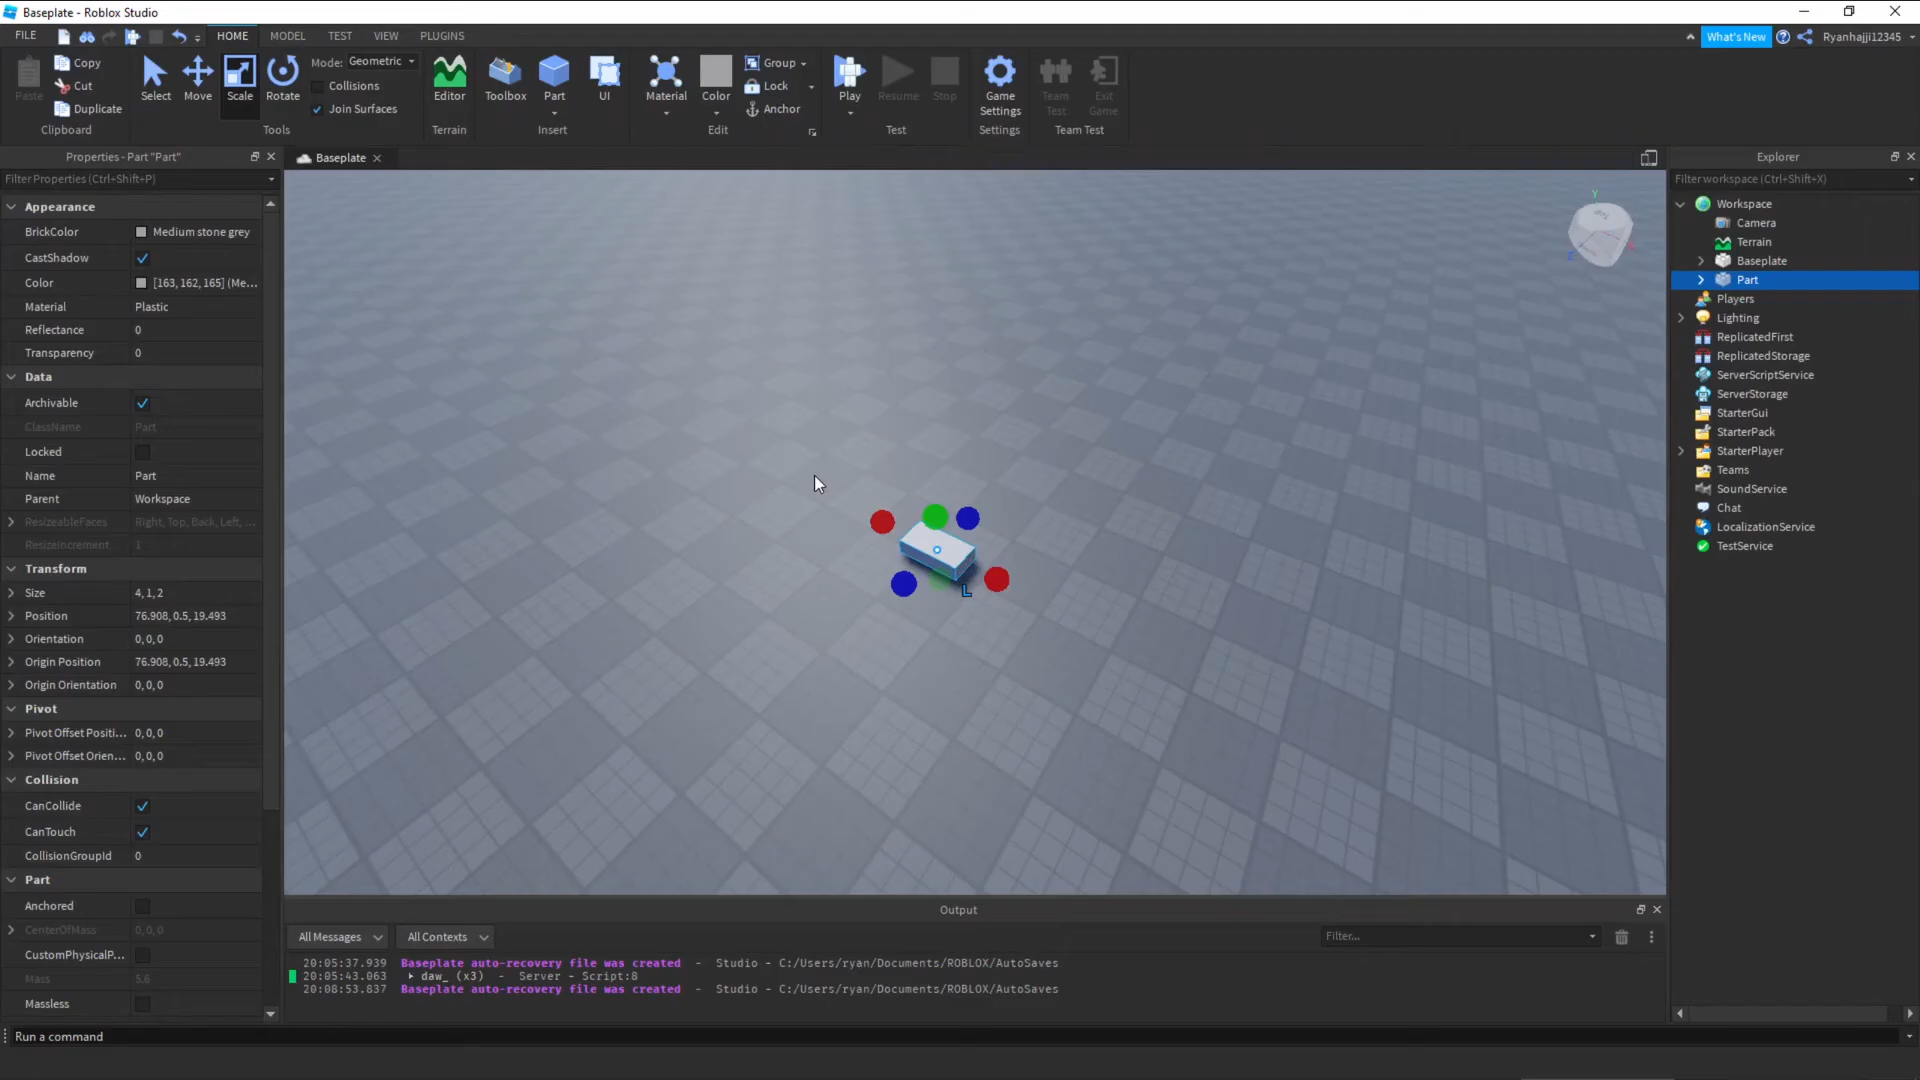 Baseplate - Roblox Studio
FILE HOME MODEL TEST VIEW PLUGINS What's New Ryanhajji12345
Paste
Copy
Cut
Duplicate
Clipboard
Select Move Scale Rotate
Mode: Geometric
Collisions
Join Surfaces
Tools
Editor
Terrain
Toolbox Part UI
Insert
Material Color
Group
Lock
Anchor
Edit
Play Resume Stop
Test
Game Settings
Settings
Team Test
Exit Game
Team Test
Properties - Part "Part"
Filter Properties (Ctrl+Shift+P)
Appearance
BrickColor Medium stone grey
CastShadow
Color [163, 162, 165] (Me...
Material Plastic
Reflectance 0
Transparency 0
Data
Archivable
ClassName Part
Locked
Name Part
Parent Workspace
ResizeableFaces Right, Top, Back, Left, ...
ResizeIncrement 1
Transform
Size 4, 1, 2
Position 76.908, 0.5, 19.493
Orientation 0, 0, 0
Origin Position 76.908, 0.5, 19.493
Origin Orientation 0, 0, 0
Pivot
Pivot Offset Positi... 0, 0, 0
Pivot Offset Orien... 0, 0, 0
Collision
CanCollide
CanTouch
CollisionGroupId 0
Part
Anchored
CenterOfMass 0, 0, 0
CustomPhysicalP...
Mass 5.6
Massless
Baseplate
Y
L
Explorer
Filter workspace (Ctrl+Shift+X)
Workspace
Camera
Terrain
Baseplate
Part
Players
Lighting
ReplicatedFirst
ReplicatedStorage
ServerScriptService
ServerStorage
StarterGui
StarterPack
StarterPlayer
Teams
SoundService
Chat
LocalizationService
TestService
Output
All Messages All Contexts Filter...
20:05:37.939 Baseplate auto-recovery file was created - Studio - C:/Users/ryan/Documents/ROBLOX/AutoSaves
20:05:43.063 daw_ (x3) - Server - Script:8
20:08:53.837 Baseplate auto-recovery file was created - Studio - C:/Users/ryan/Documents/ROBLOX/AutoSaves
Run a command